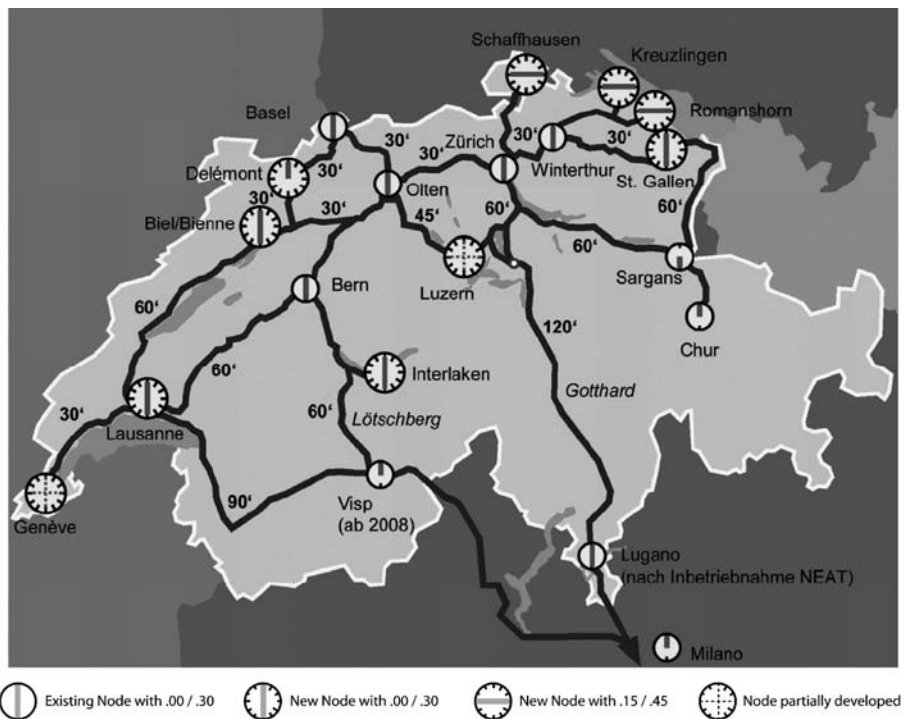 Schaffhausen
Kreuzlingen
Basel
Romanshorn
30‘
Zürich
30‘
30‘
Delémont
30‘
30‘
Winterthur
St. Gallen
Olten
30‘
30‘
Biel/Bienne
45‘
60‘
60‘
60‘
Bern
Luzern
Sargans
60‘
120‘
Chur
60‘
Interlaken
Gotthard
30‘
60‘
Lötschberg
Lausanne
90‘
Visp
(ab 2008)
Genève
Lugano
(nach Inbetriebnahme NEAT)
Milano
Existing Node with .00 / .30
New Node with .00 / .30
New Node with .15 / .45
Node partially developed